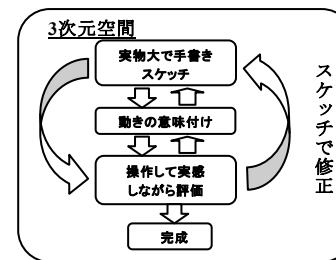 3次元空間
実物大で手書き
スケッチ
動きの意味付け
操作して実感
しながら評価
完成
スケッチで修正